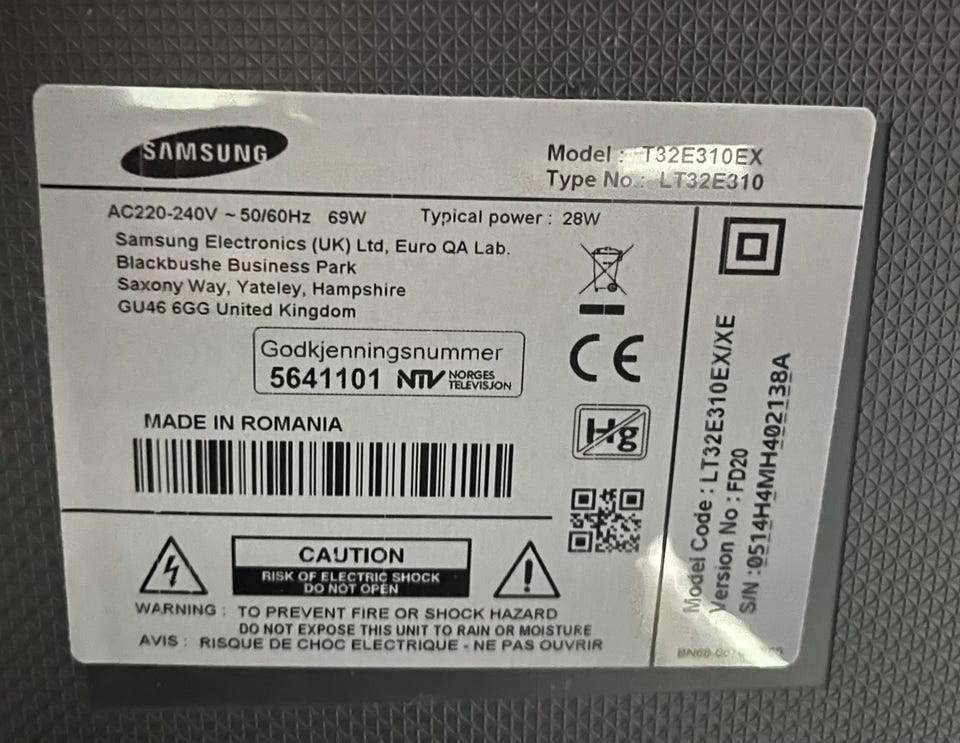 SAMSUNG
Model : T32E310EX
Type No.: LT32E310
AC220-240V ~ 50/60Hz 69W Typical power : 28W
Samsung Electronics (UK) Ltd, Euro QA Lab.
Blackbushe Business Park
Saxony Way, Yateley, Hampshire
GU46 6GG United Kingdom
Godkjenningsnummer
5641101 NTV NORGES
TELEVISJON
MADE IN ROMANIA
CE
Hg
CAUTION
RISK OF ELECTRIC SHOCK
DO NOT OPEN
WARNING : TO PREVENT FIRE OR SHOCK HAZARD
DO NOT EXPOSE THIS UNIT TO RAIN OR MOISTURE
AVIS : RISQUE DE CHOC ELECTRIQUE - NE PAS OUVRIR
Model Code : LT32E310EX/XE
Version No : FD20
S/N :0514H4MH402138A